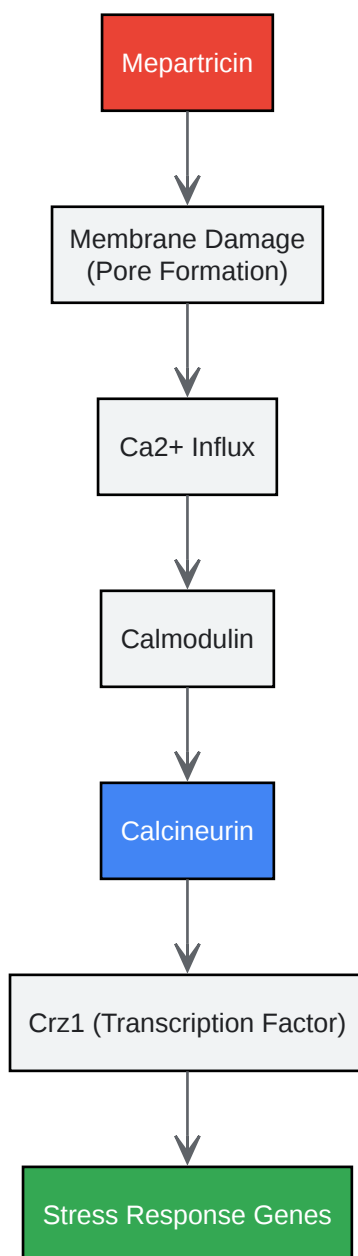 Mepartricin
Membrane Damage
(Pore Formation)
Ca2+ Influx
Calmodulin
Calcineurin
Crz1 (Transcription Factor)
Stress Response Genes